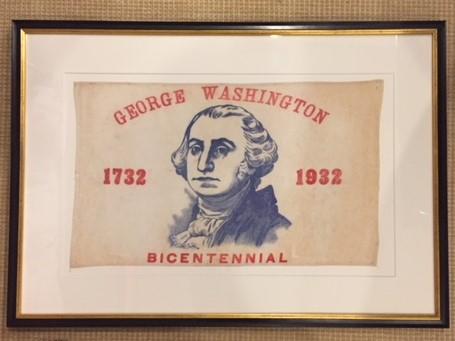 GEORGE WASHINGTON
1732 1932
BICENTENNIAL